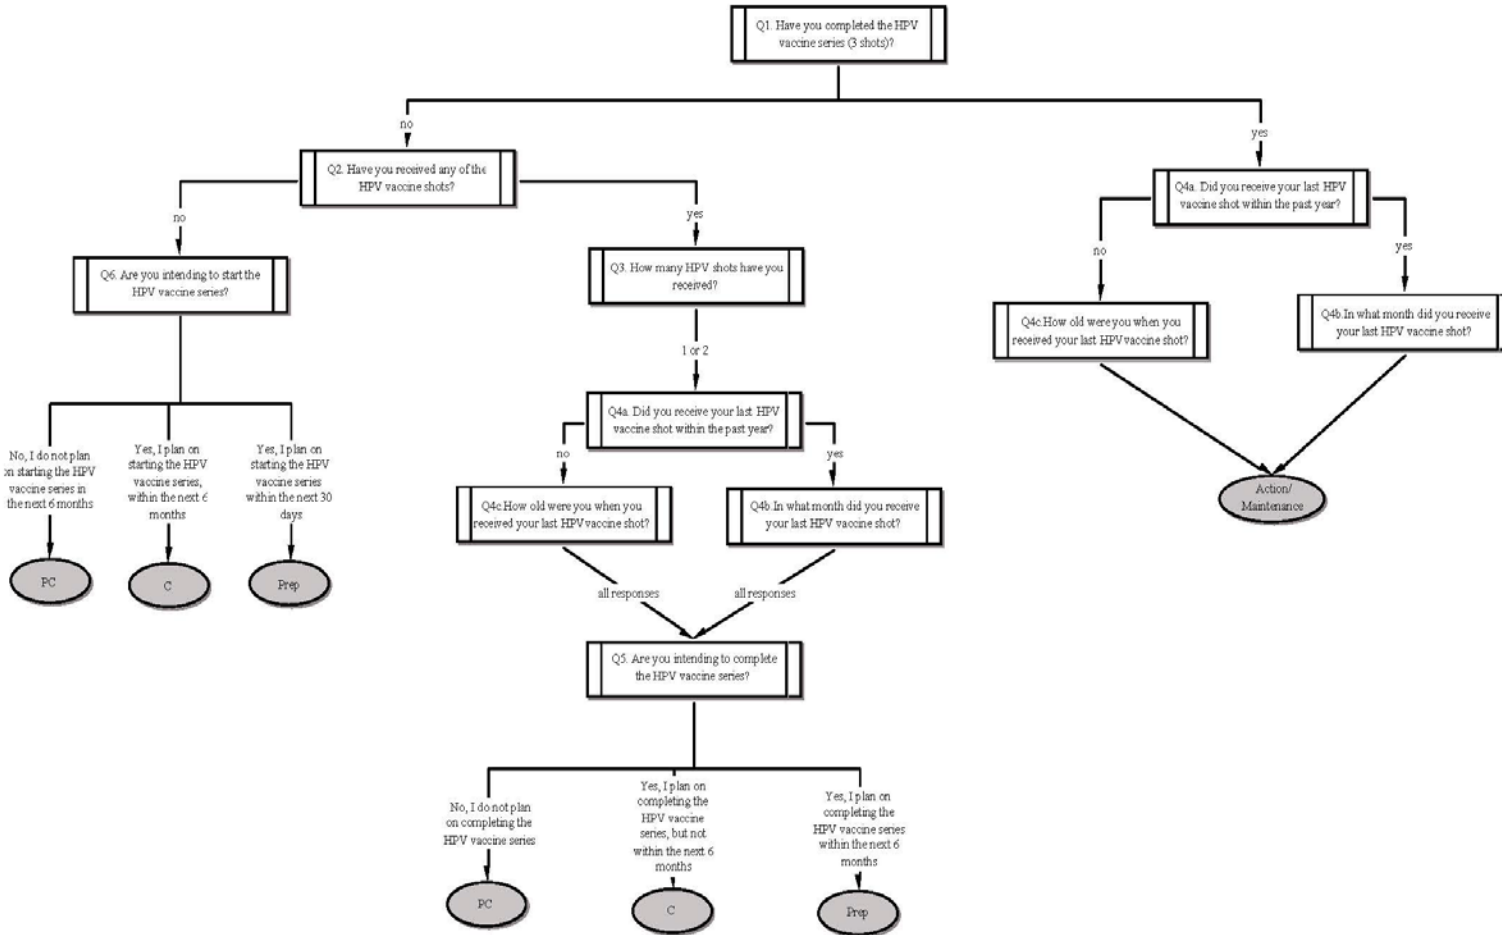 Q1. Have you completed the HPV
vaccine series (3 shots)?
no
yes
Q2. Have you received any of the
HPV vaccine shots?
Q4a. Did you receive your last HPV
vaccine shot within the past year?
no
yes
no
yes
Q6. Are you intending to start the
HPV vaccine series?
Q3. How many HPV shots have you
received?
Q4c.How old were you when you
received your last HPV vaccine shot?
Q4b.In what month did you receive
your last HPV vaccine shot?
1 or 2
Q4a. Did you receive your last HPV
vaccine shot within the past year?
no
yes
No, I do not plan
on starting the HPV
vaccine series in
the next 6 months
Yes, I plan on
starting the HPV
vaccine series,
within the next 6
months
Yes, I plan on
starting the HPV
vaccine series
within the next 30
days
Q4c.How old were you when you
received your last HPV vaccine shot?
Q4b.In what month did you receive
your last HPV vaccine shot?
Action/
Maintenance
PC
C
Prep
all responses
all responses
Q5. Are you intending to complete
the HPV vaccine series?
No, I do not plan
on completing the
HPV vaccine series
Yes, I plan on
completing the
HPV vaccine
series, but not
within the next 6
months
Yes, I plan on
completing the
HPV vaccine series
within the next 6
months
PC
C
Prep